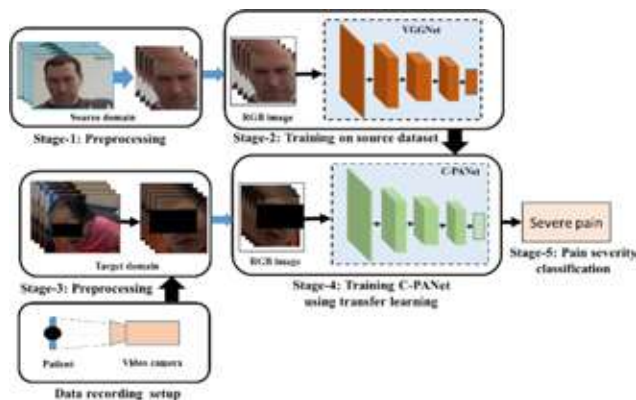 VGGNet
Source domain
RGB image
Stage-1: Preprocessing
Stage-2: Training on source dataset
C-PANet
Severe pain
Target domain
RGB image
Stage-3: Preprocessing
Stage-4: Training C-PANet
using transfer learning
Stage-5: Pain severity
classification
Patient
Video camera
Data recording setup